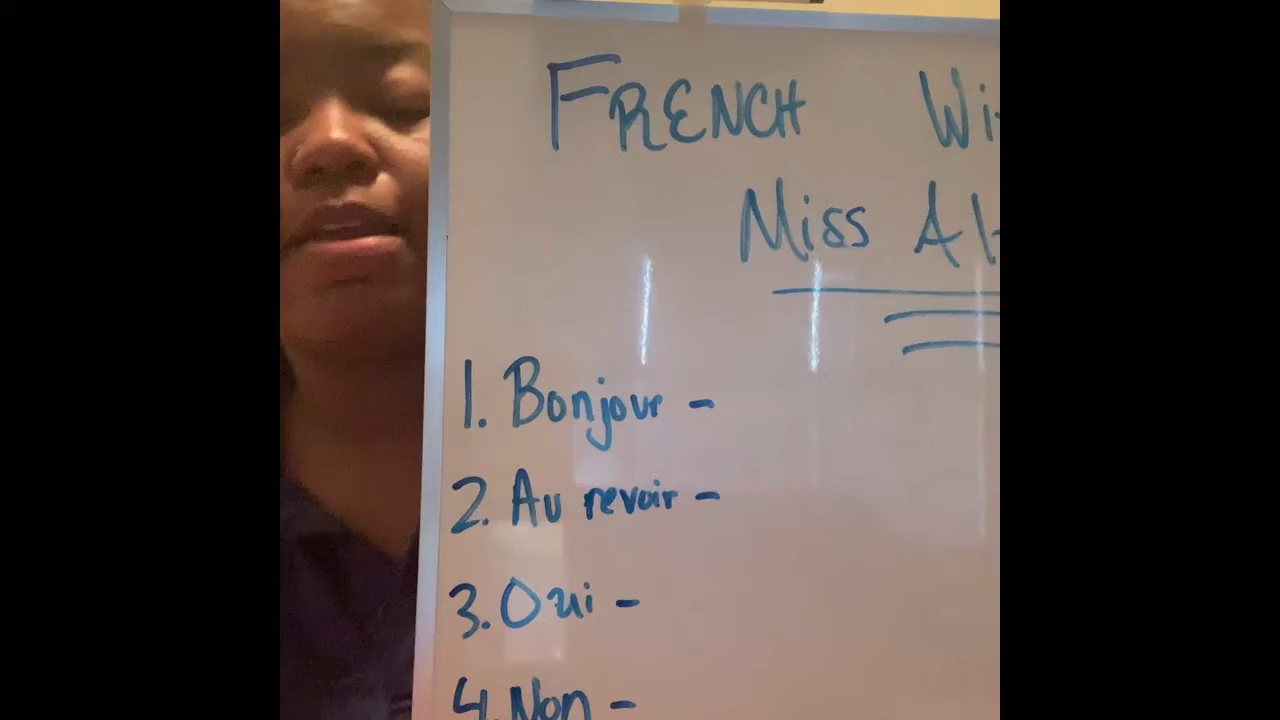 FRENCH
Miss
1. Bonjour -
2. Au revoir -
3. Oui -
4. Non -